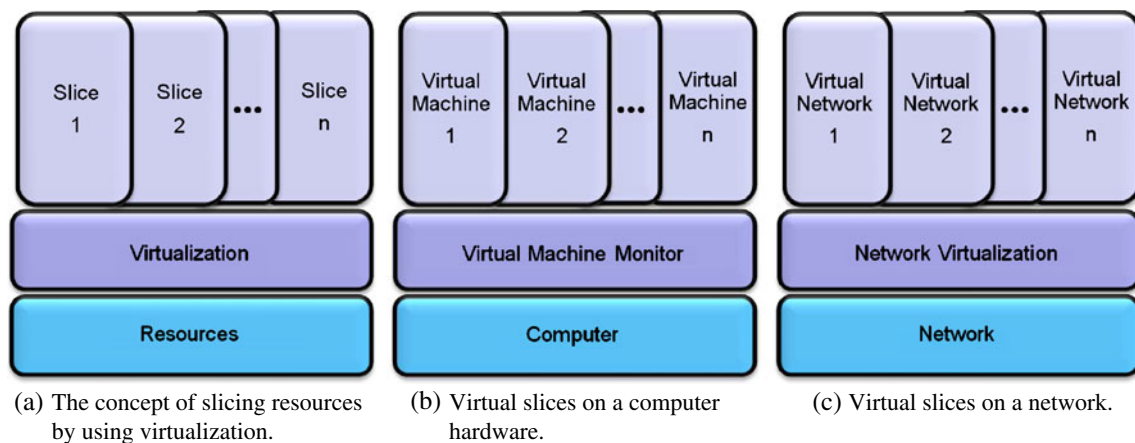 Slice
1
Slice
2
...
Slice
n
Virtualization
Resources
(a) The concept of slicing resources
by using virtualization.
Virtual
Machine
1
Virtual
Machine
2
...
Virtual
Machine
n
Virtual Machine Monitor
Computer
(b) Virtual slices on a computer
hardware.
Virtual
Network
1
Virtual
Network
2
...
Virtual
Network
n
Network Virtualization
Network
(c) Virtual slices on a network.